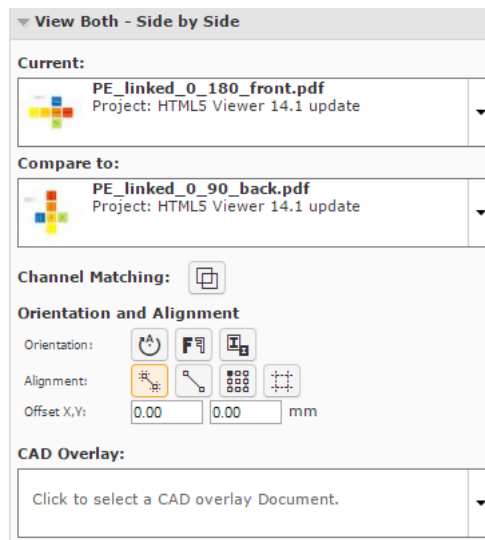 View Both - Side by Side
Current:
PE_linked_0_180_front.pdf
Project: HTML5 Viewer 14.1 update
Compare to:
PE_linked_0_90_back.pdf
Project: HTML5 Viewer 14.1 update
Channel Matching:
Orientation and Alignment
Orientation:
Alignment:
Offset X,Y: 0.00 0.00 mm
CAD Overlay:
Click to select a CAD overlay Document.